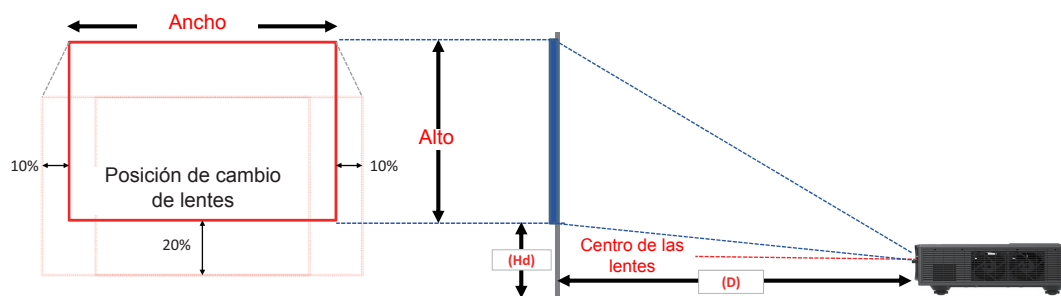 Ancho
10%
Posición de cambio
de lentes
10%
20%
Alto
(Hd)
Centro de las
lentes
(D)